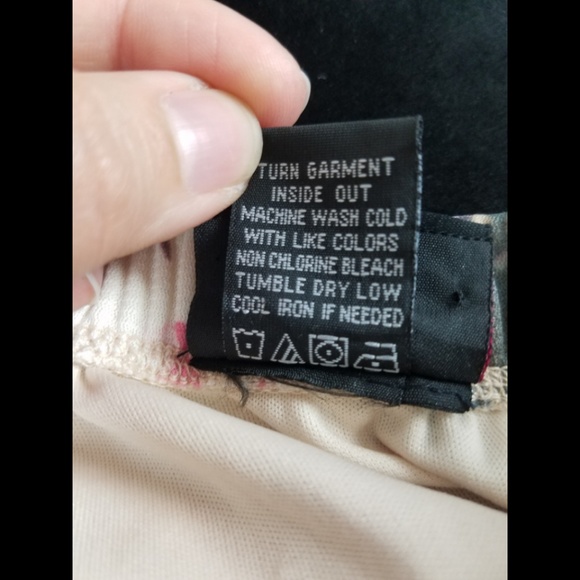 TURN GARMENT
INSIDE OUT
MACHINE WASH COLD
WITH LIKE COLORS
NON CHLORINE BLEACH
TUMBLE DRY LOW
COOL IRON IF NEEDED